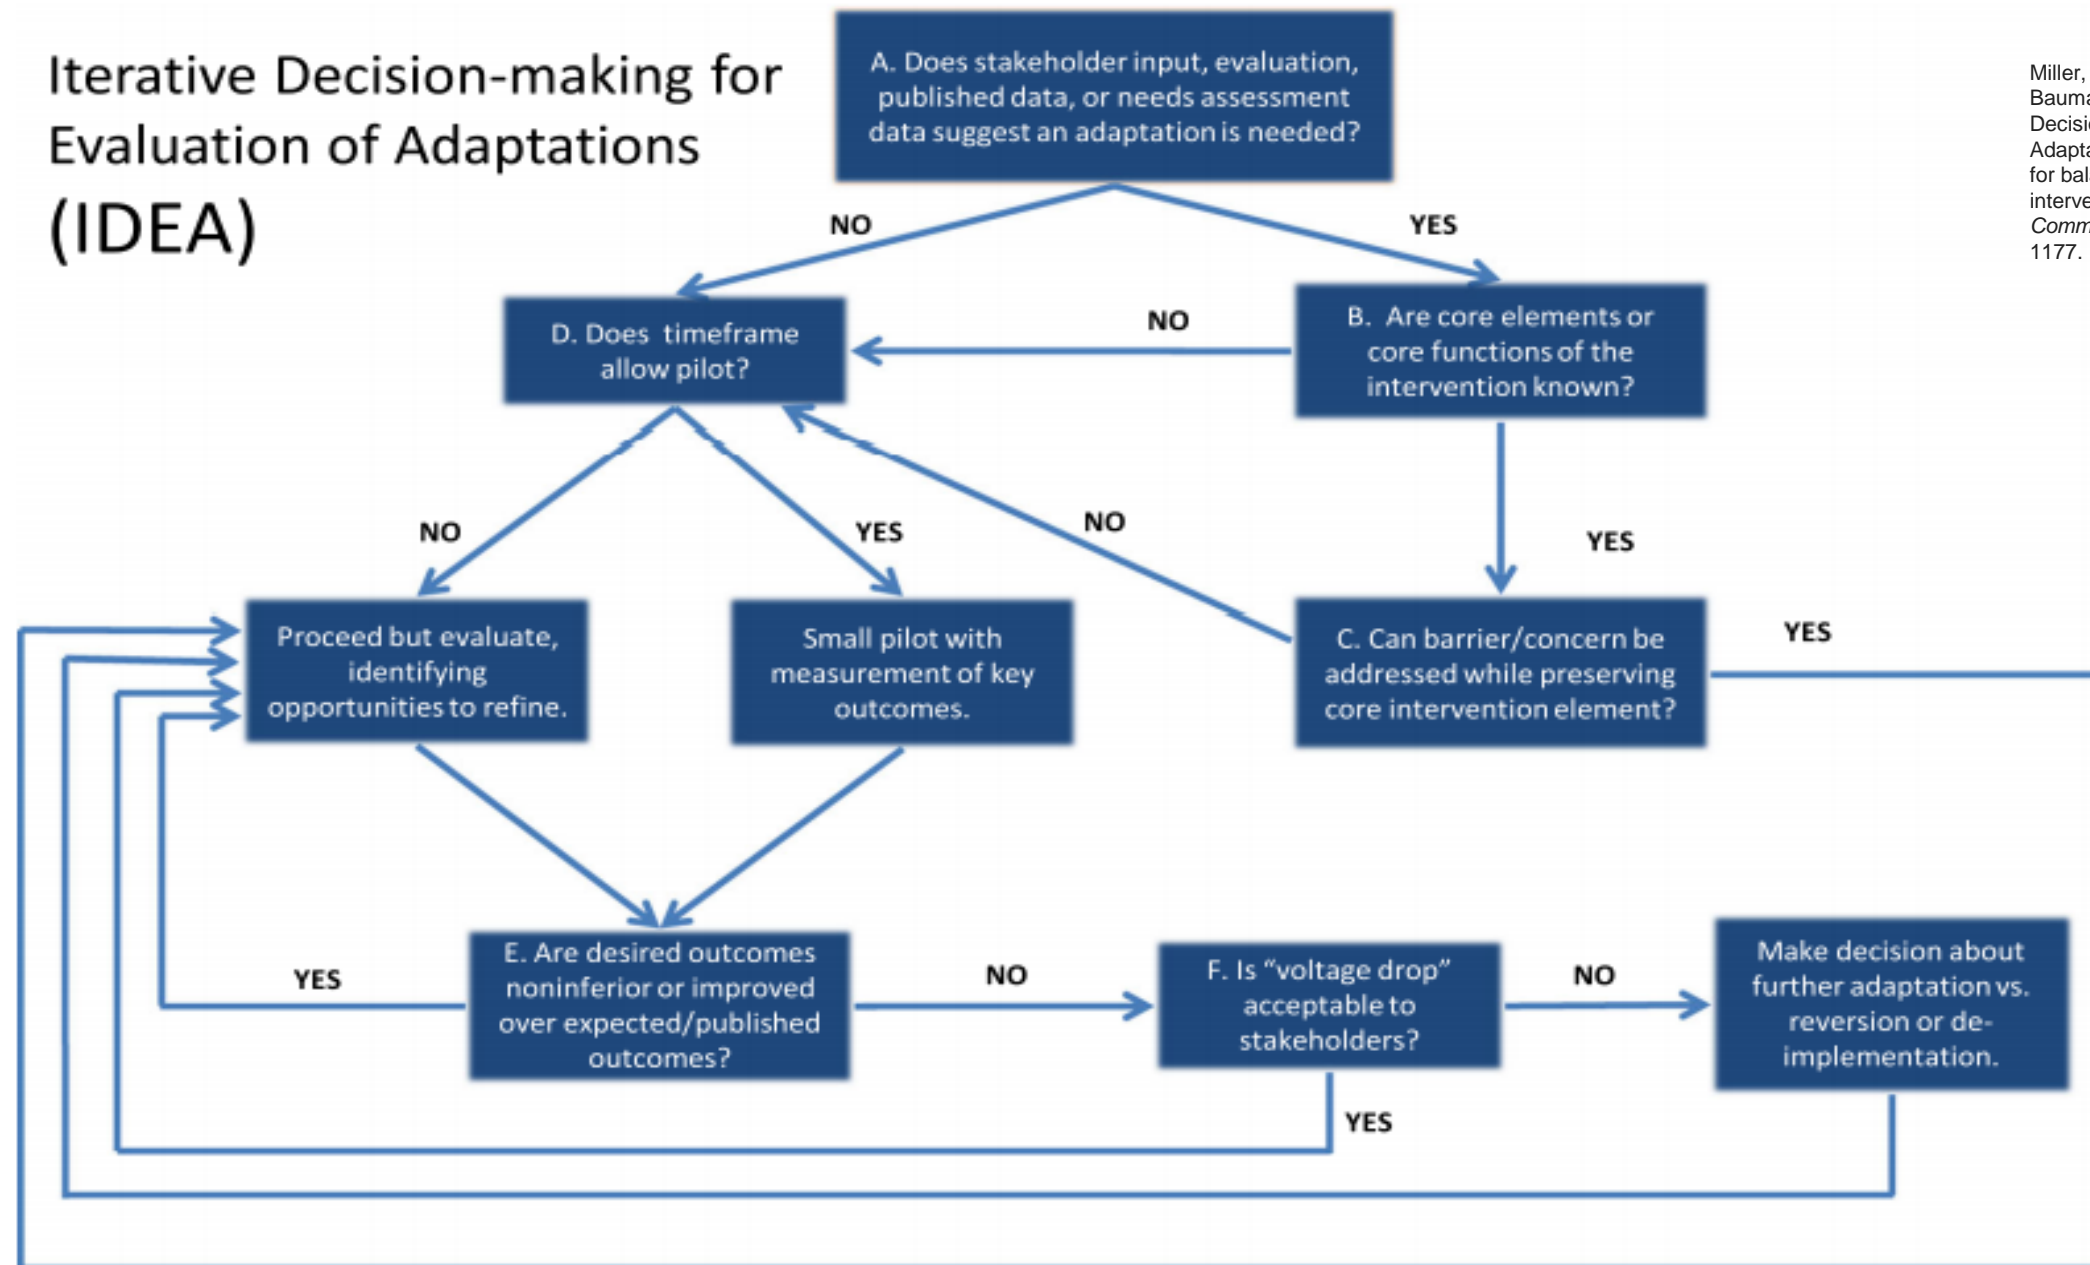 Iterative Decision-making for
Evaluation of Adaptations
(IDEA)
A. Does stakeholder input, evaluation,
published data, or needs assessment
data suggest an adaptation is needed?
Miller,
Decisi
for bal
interve
Comm
1177.
NO
YES
D. Does timeframe
allow pilot?
NO
B. Are core elements or
core functions of the
intervention known?
NO
YES
NO
YES
Proceed but evaluate,
identifying
opportunities to refine.
Small pilot with
measurement of key
outcomes.
C. Can barrier/concern be
addressed while preserving
core intervention element?
YES
YES
E. Are desired outcomes
noninferior or improved
over expected/published
outcomes?
NO
F. Is “voltage drop”
acceptable to
stakeholders?
NO
Make decision about
further adaptation vs.
reversion or de-
implementation.
YES